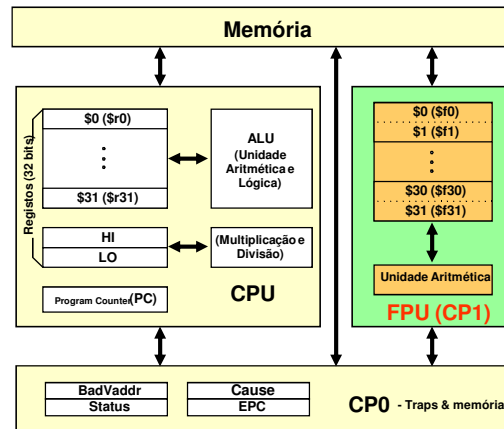 Memória
Registos (32 bits)
$0 ($r0)
$31 ($r31)
HI
LO
Program Counter(PC)
ALU
(Unidade
Aritmética e
Lógica)
(Multiplicação e
Divisão)
CPU
$0 ($f0)
$1 ($f1)
$30 ($f30)
$31 ($f31)
Unidade Aritmética
FPU (CP1)
BadVaddr
Status
Cause
EPC
CP0 - Traps & memória